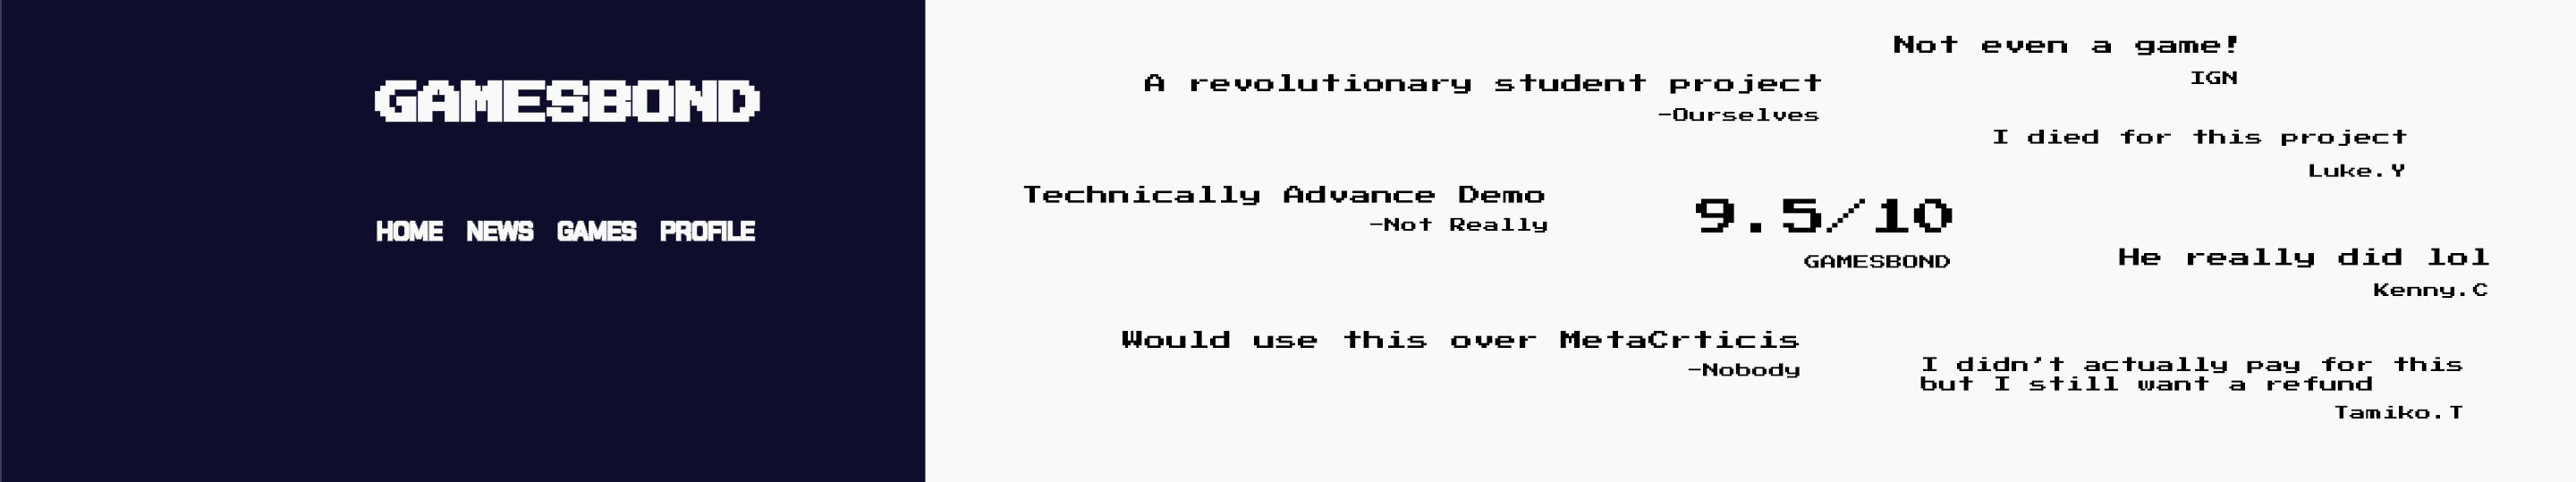 GAMESBOND
HOME NEWS GAMES PROFILE
Not even a game!
IGN
A revolutionary student project
-Ourselves
I died for this project
Luke.Y
Technically Advance Demo
-Not Really
9.5/10
GAMESBOND
He really did lol
Kenny.C
Would use this over MetaCrticis
-Nobody
I didn't actually pay for this
but I still want a refund
Tamiko.T